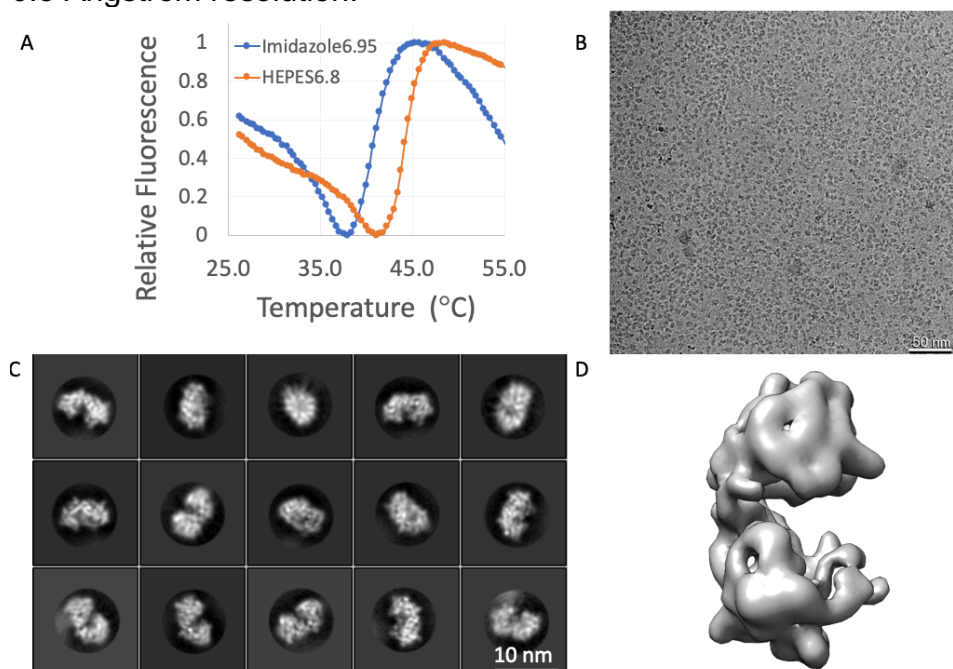 A
Relative Fluorescence
1
0.8
0.6
0.4
0.2
0
Imidazole6.95
HEPES6.8
25.0 35.0 45.0 55.0
Temperature (°C)
B
50 nm
C
10 nm
D